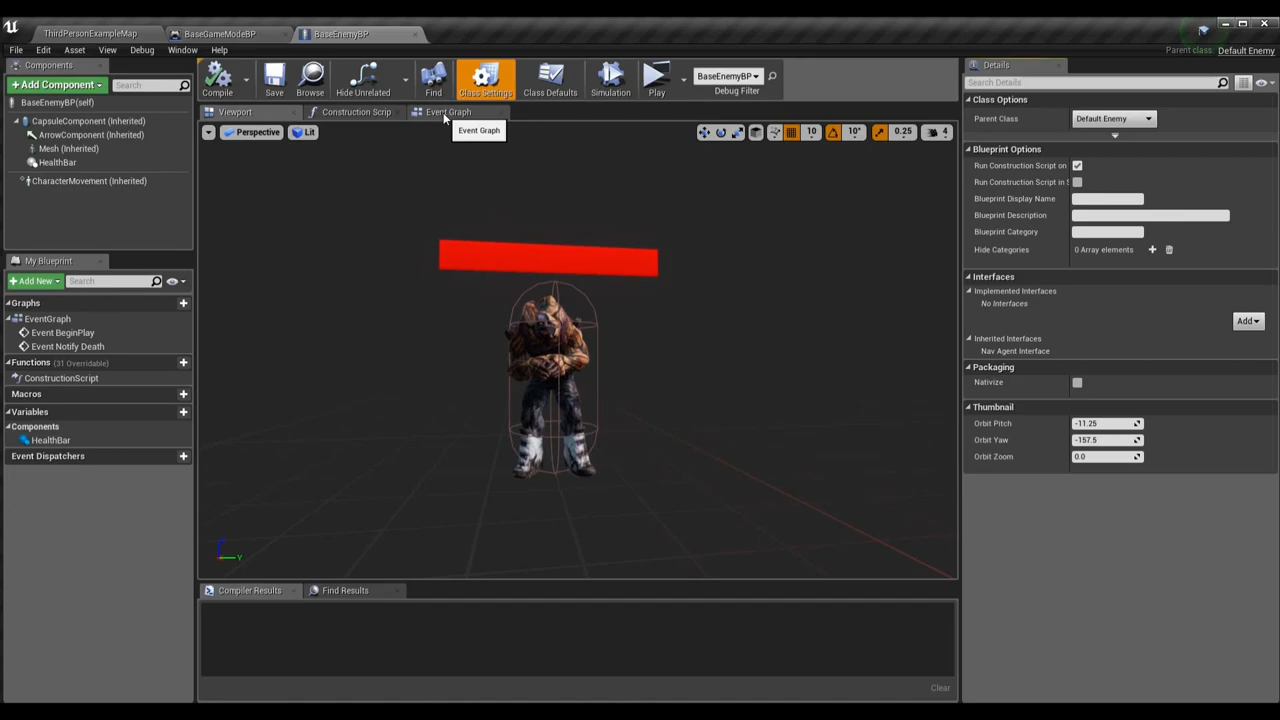 ThirdPersonExampleMap
BaseGameModeBP
BaseEnemyBP
File Edit Asset View Debug Window Help
Parent class: Default Enemy
Components
+ Add Component
Search
BaseEnemyBP(self)
CapsuleComponent (Inherited)
ArrowComponent (Inherited)
Mesh (Inherited)
HealthBar
CharacterMovement (Inherited)
My Blueprint
+ Add New
Search
Graphs
EventGraph
Event BeginPlay
Event Notify Death
Functions (31 Overridable)
ConstructionScript
Macros
Variables
Components
HealthBar
Event Dispatchers
Compile
Save
Browse
Hide Unrelated
Find
Class Settings
Class Defaults
Simulation
Play
BaseEnemyBP
Debug Filter
Viewport
Construction Scrip
Event Graph
Event Graph
Perspective
Lit
10
10°
0.25
4
Y
Compiler Results
Find Results
Clear
Details
Search Details
Class Options
Parent Class
Default Enemy
Blueprint Options
Run Construction Script on
Run Construction Script in S
Blueprint Display Name
Blueprint Description
Blueprint Category
Hide Categories
0 Array elements
Interfaces
Implemented Interfaces
No Interfaces
Add
Inherited Interfaces
Nav Agent Interface
Packaging
Nativize
Thumbnail
Orbit Pitch
-11.25
Orbit Yaw
-157.5
Orbit Zoom
0.0